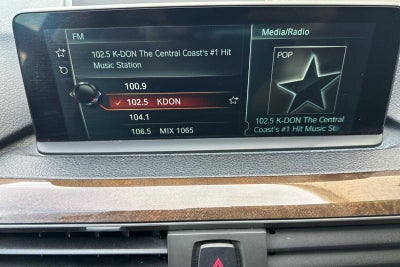 FM
102.5 K-DON The Central Coast's #1 Hit
Music Station
100.9
102.5 KDON
104.1
106.5 MIX 1065
Media/Radio
POP
102.5 K-DON The Central
Coast's #1 Hit Music Sta